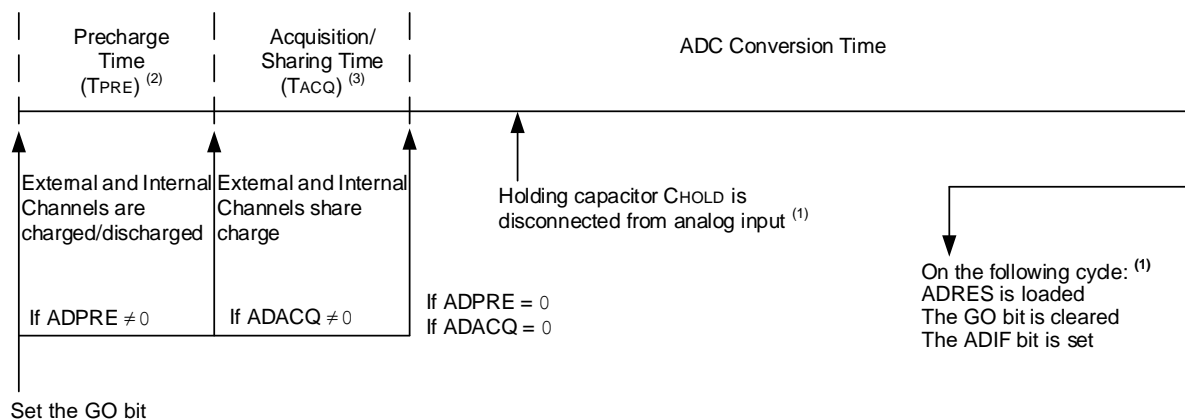 Precharge
Time
(TPRE) (2)
Acquisition/
Sharing Time
(TACQ) (3)
ADC Conversion Time
External and Internal
Channels are
charged/discharged
External and Internal
Channels share
charge
Holding capacitor CHOLD is
disconnected from analog input (1)
If ADPRE ≠ 0
If ADACQ ≠ 0
If ADPRE = 0
If ADACQ = 0
On the following cycle: (1)
ADRES is loaded
The GO bit is cleared
The ADIF bit is set
Set the GO bit